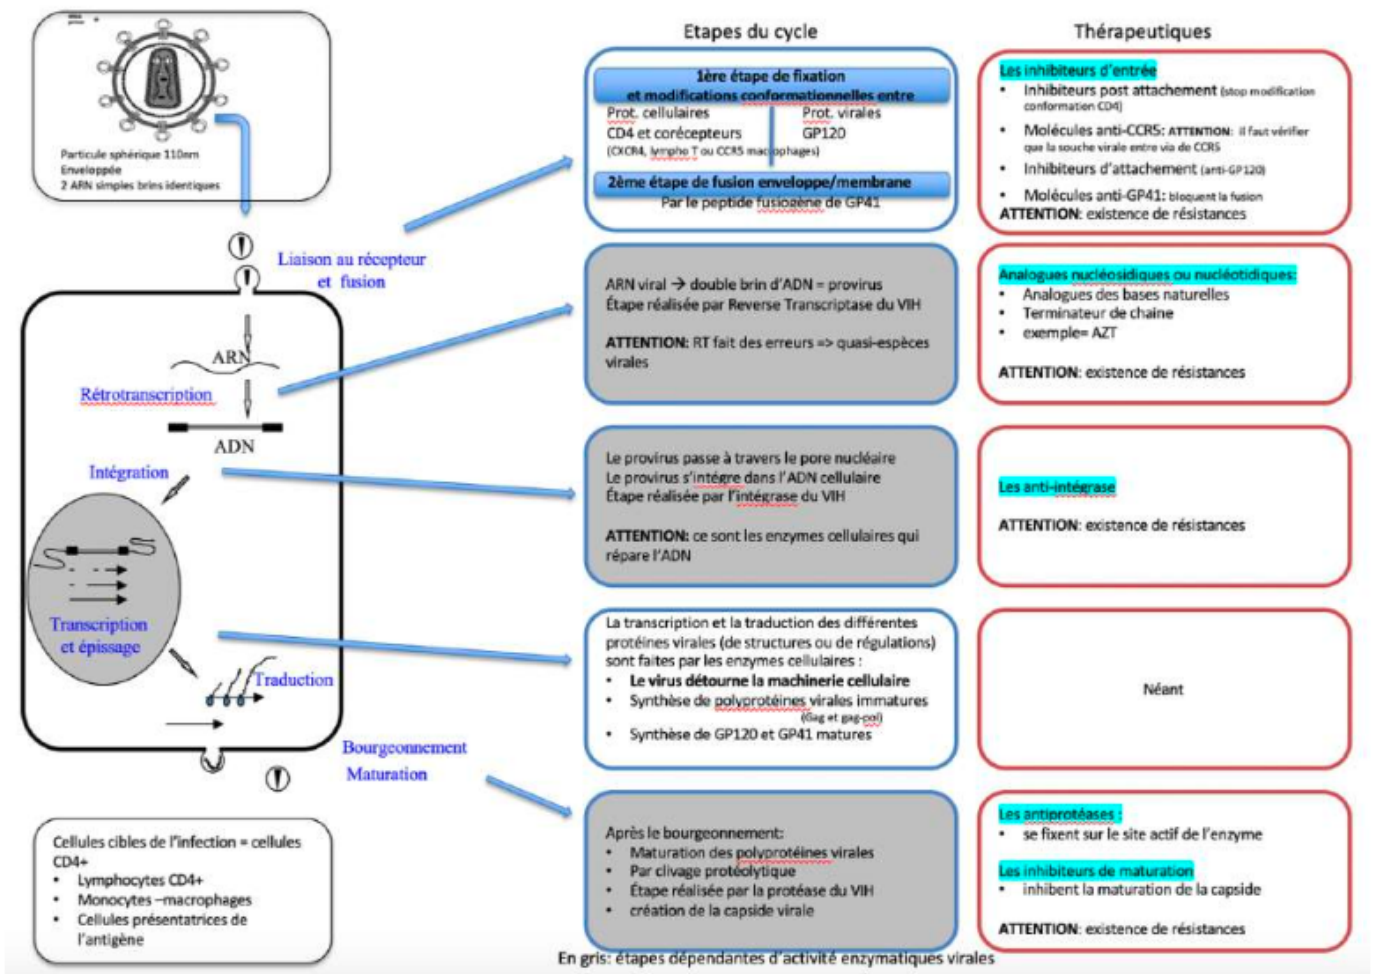 Particule sphérique 110nm
Enveloppée
2 ARN simples brins identiques
Liaison au récepteur
et fusion
ARN
Rétrotranscription
ADN
Intégration
Transcription
et épissage
Traduction
Bourgeonnement
Maturation
Cellules cibles de l'infection = cellules
CD4+
• Lymphocytes CD4+
• Monocytes –macrophages
• Cellules présentatrices de
l'antigène
Etapes du cycle
1ère étape de fixation
et modifications conformationnelles entre
Prot. cellulaires
CD4 et corécepteurs
(CXCR4, lympho T ou CCR5 macrophages)
Prot. virales
GP120
2ème étape de fusion enveloppe/membrane
Par le peptide fusiogène de GP41
ARN viral → double brin d'ADN = provirus
Étape réalisée par Reverse Transcriptase du VIH
ATTENTION: RT fait des erreurs => quasi-espèces
virales
Le provirus passe à travers le pore nucléaire
Le provirus s'intégre dans l'ADN cellulaire
Étape réalisée par l'intégrase du VIH
ATTENTION: ce sont les enzymes cellulaires qui
répare l'ADN
La transcription et la traduction des différentes
protéines virales (de structures ou de régulations)
sont faites par les enzymes cellulaires :
• Le virus détourne la machinerie cellulaire
• Synthèse de polyprotéines virales immatures
(Gag et gag-pol)
• Synthèse de GP120 et GP41 matures
Après le bourgeonnement:
• Maturation des polyprotéines virales
• Par clivage protéolytique
• Étape réalisée par la protéase du VIH
• création de la capside virale
En gris: étapes dépendantes d'activité enzymatiques virales
Thérapeutiques
Les inhibiteurs d'entrée
• Inhibiteurs post attachement (stop modification
conformation CD4)
• Molécules anti-CCR5: ATTENTION: il faut vérifier
que la souche virale entre via de CCR5
• Inhibiteurs d'attachement (anti-GP120)
• Molécules anti-GP41: bloquent la fusion
ATTENTION: existence de résistances
Analogues nucléosidiques ou nucléotidiques:
• Analogues des bases naturelles
• Terminateur de chaine
• exemple= AZT
ATTENTION: existence de résistances
Les anti-intégrase
ATTENTION: existence de résistances
Néant
Les antiprotéases :
• se fixent sur le site actif de l'enzyme
Les inhibiteurs de maturation
• inhibent la maturation de la capside
ATTENTION: existence de résistances